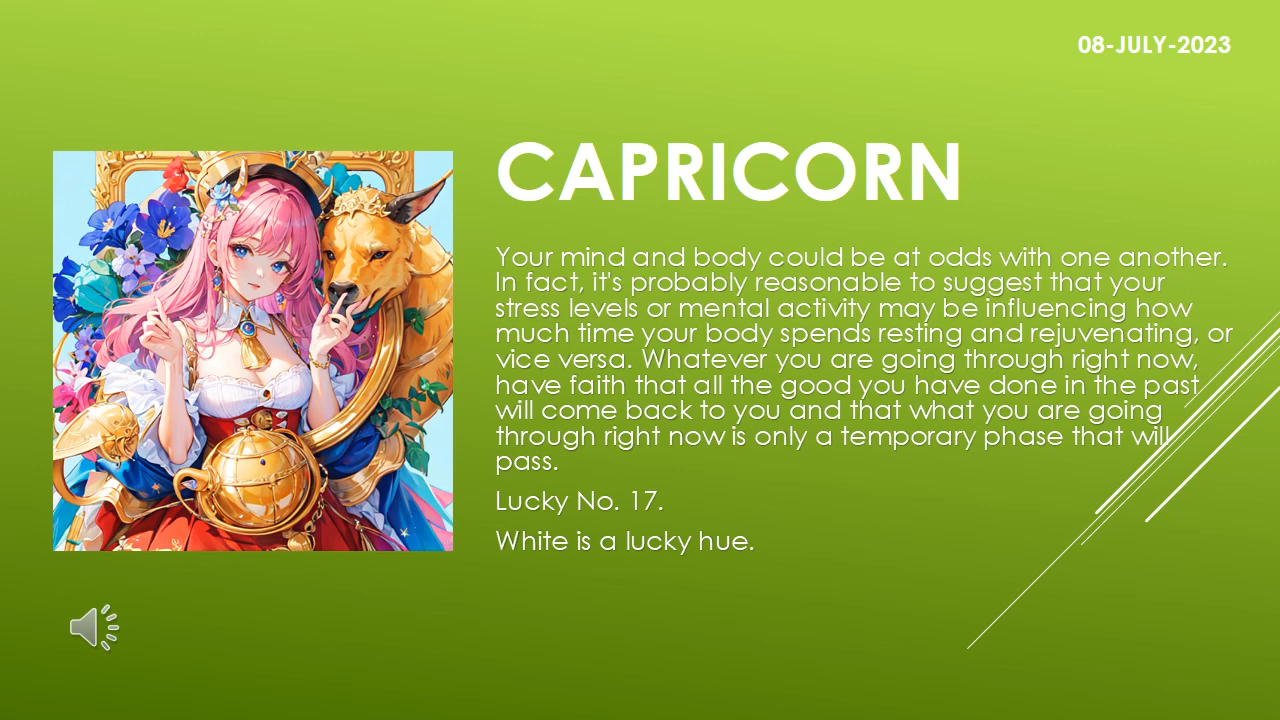 08-JULY-2023
CAPRICORN
Your mind and body could be at odds with one another.
In fact, it's probably reasonable to suggest that your
stress levels or mental activity may be influencing how
much time your body spends resting and rejuvenating, or
vice versa. Whatever you are going through right now,
have faith that all the good you have done in the past
will come back to you and that what you are going
through right now is only a temporary phase that will
pass.
Lucky No. 17.
White is a lucky hue.